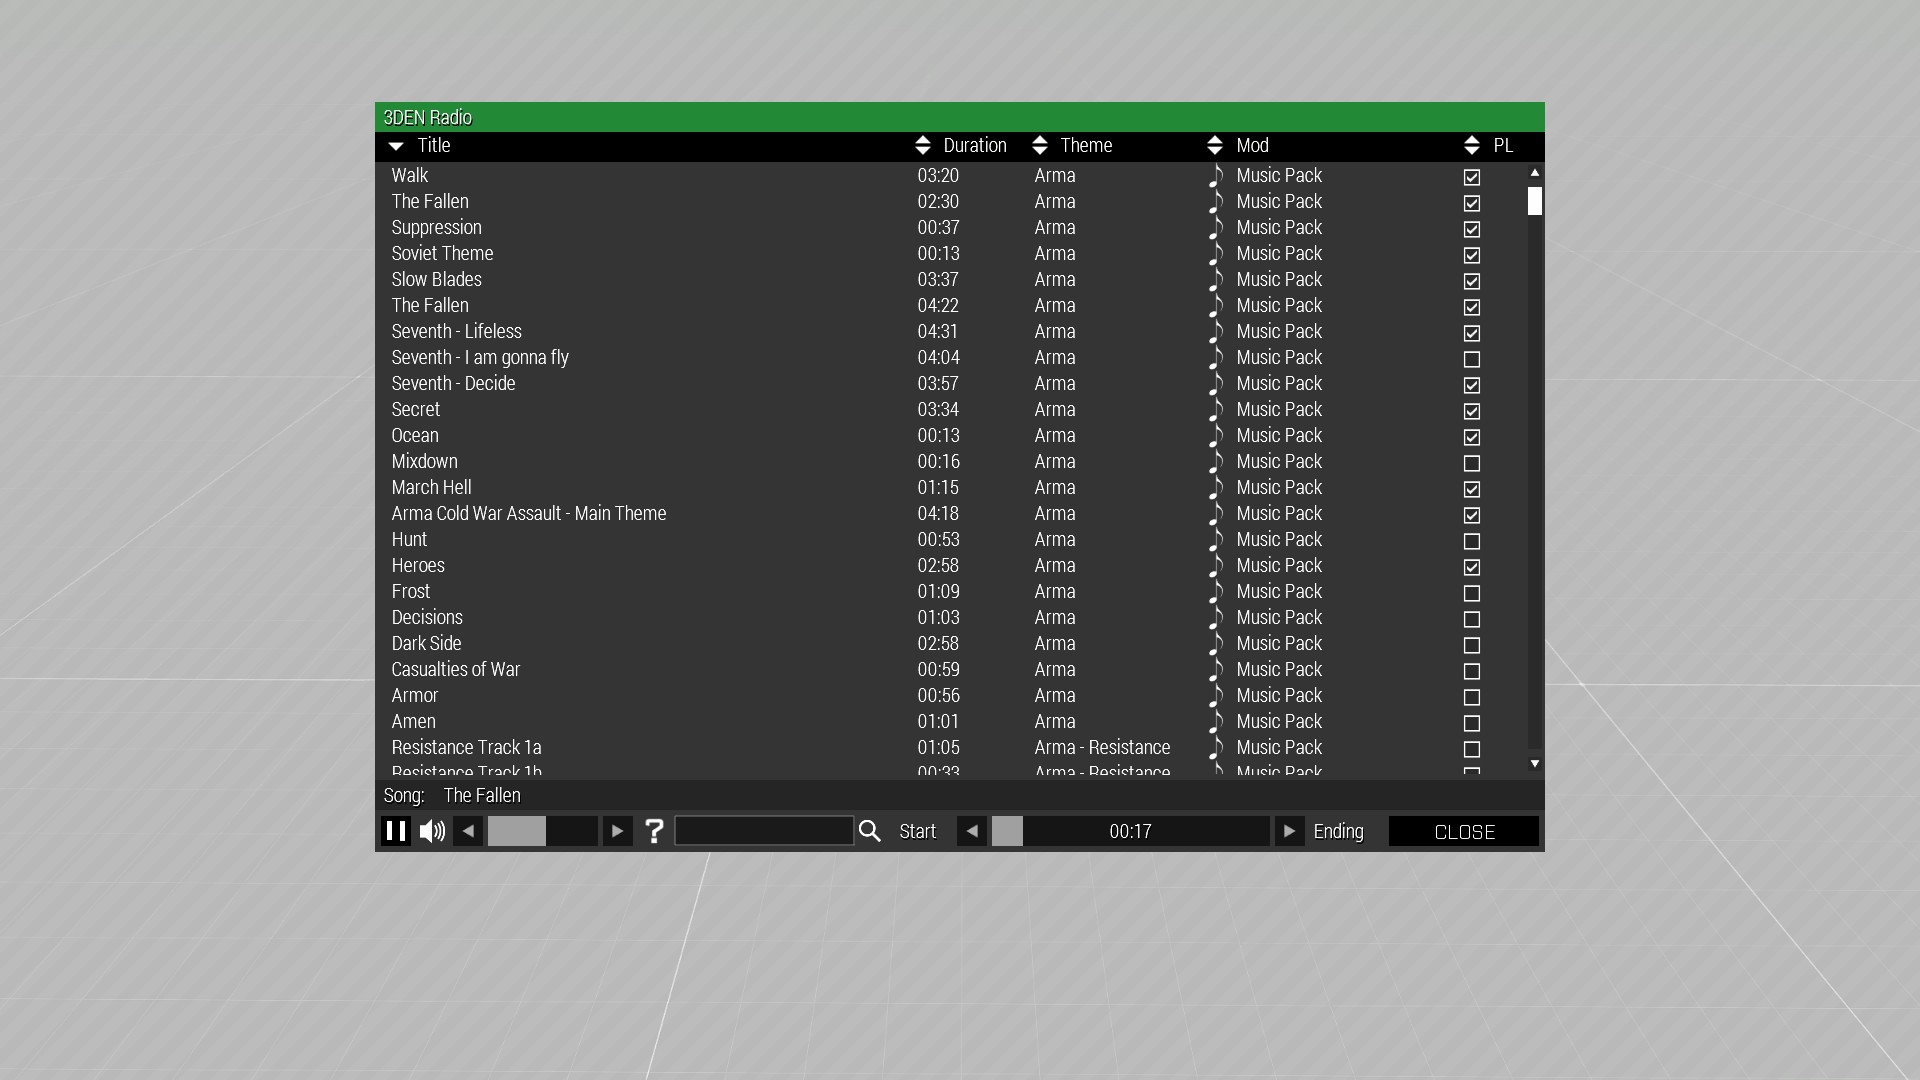 3DEN Radio
Title Duration Theme Mod PL
Walk 03:20 Arma Music Pack
The Fallen 02:30 Arma Music Pack
Suppression 00:37 Arma Music Pack
Soviet Theme 00:13 Arma Music Pack
Slow Blades 03:37 Arma Music Pack
The Fallen 04:22 Arma Music Pack
Seventh - Lifeless 04:31 Arma Music Pack
Seventh - I am gonna fly 04:04 Arma Music Pack
Seventh - Decide 03:57 Arma Music Pack
Secret 03:34 Arma Music Pack
Ocean 00:13 Arma Music Pack
Mixdown 00:16 Arma Music Pack
March Hell 01:15 Arma Music Pack
Arma Cold War Assault - Main Theme 04:18 Arma Music Pack
Hunt 00:53 Arma Music Pack
Heroes 02:58 Arma Music Pack
Frost 01:09 Arma Music Pack
Decisions 01:03 Arma Music Pack
Dark Side 02:58 Arma Music Pack
Casualties of War 00:59 Arma Music Pack
Armor 00:56 Arma Music Pack
Amen 01:01 Arma Music Pack
Resistance Track 1a 01:05 Arma - Resistance Music Pack
Resistance Track 1b 00:33 Arma - Resistance Music Pack
Song: The Fallen
? Start 00:17 Ending CLOSE